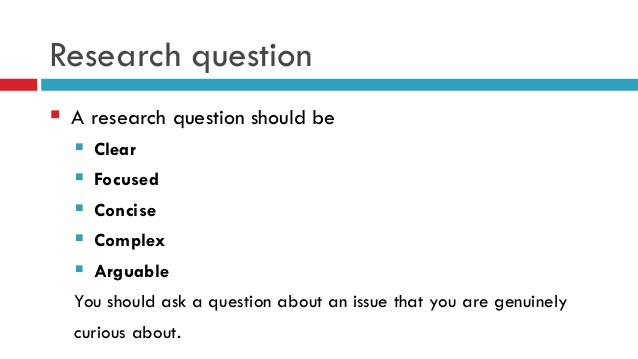 Research question
A research question should be
Clear
Focused
Concise
Complex
Arguable
You should ask a question about an issue that you are genuinely
curious about.